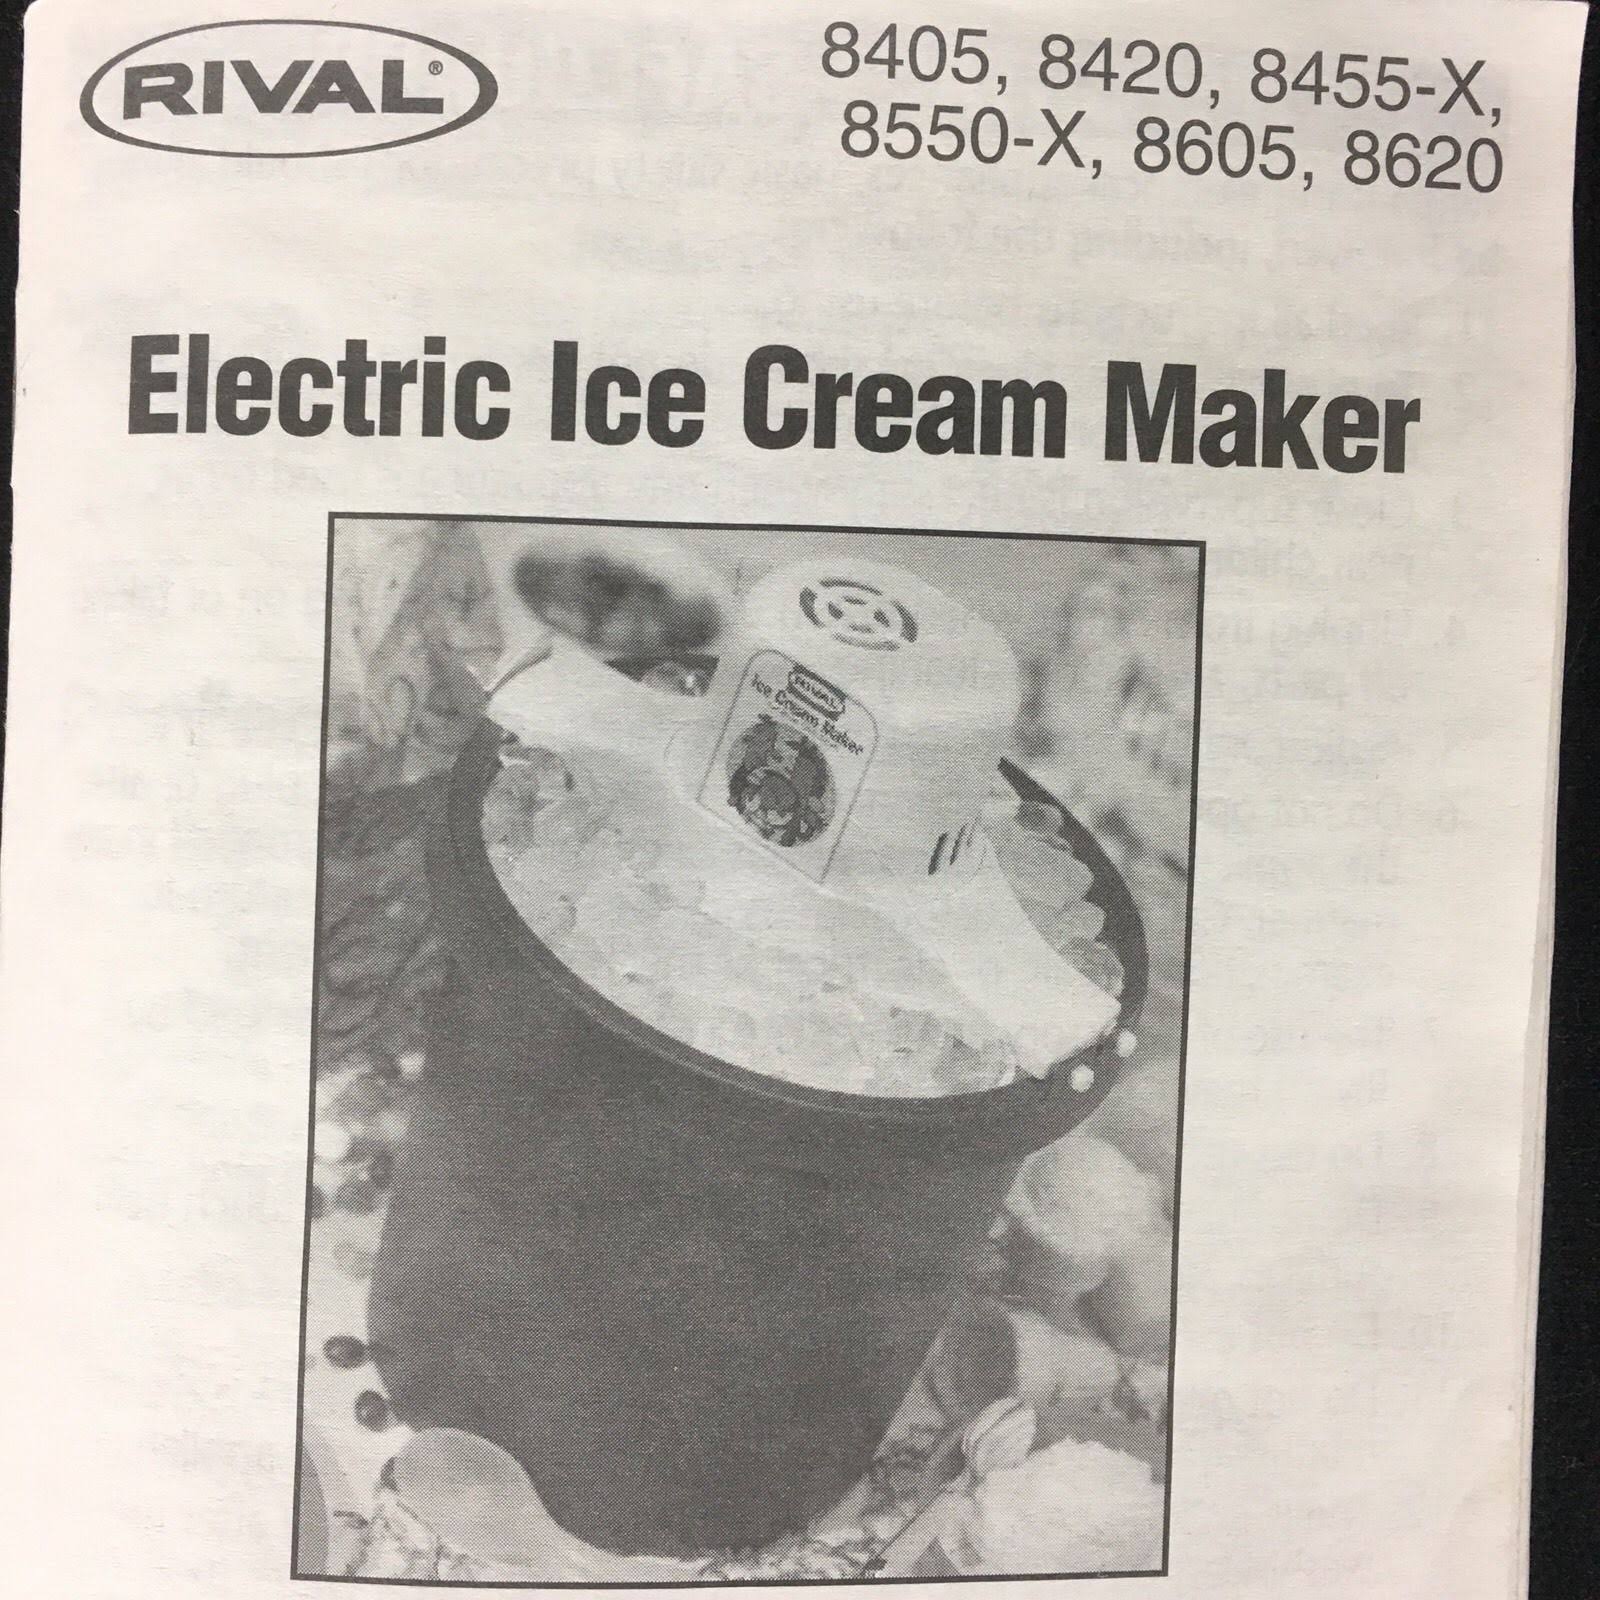 RIVAL®
8405, 8420, 8455-X,
8550-X, 8605, 8620
Electric Ice Cream Maker
RIVAL
Ice Cream Maker